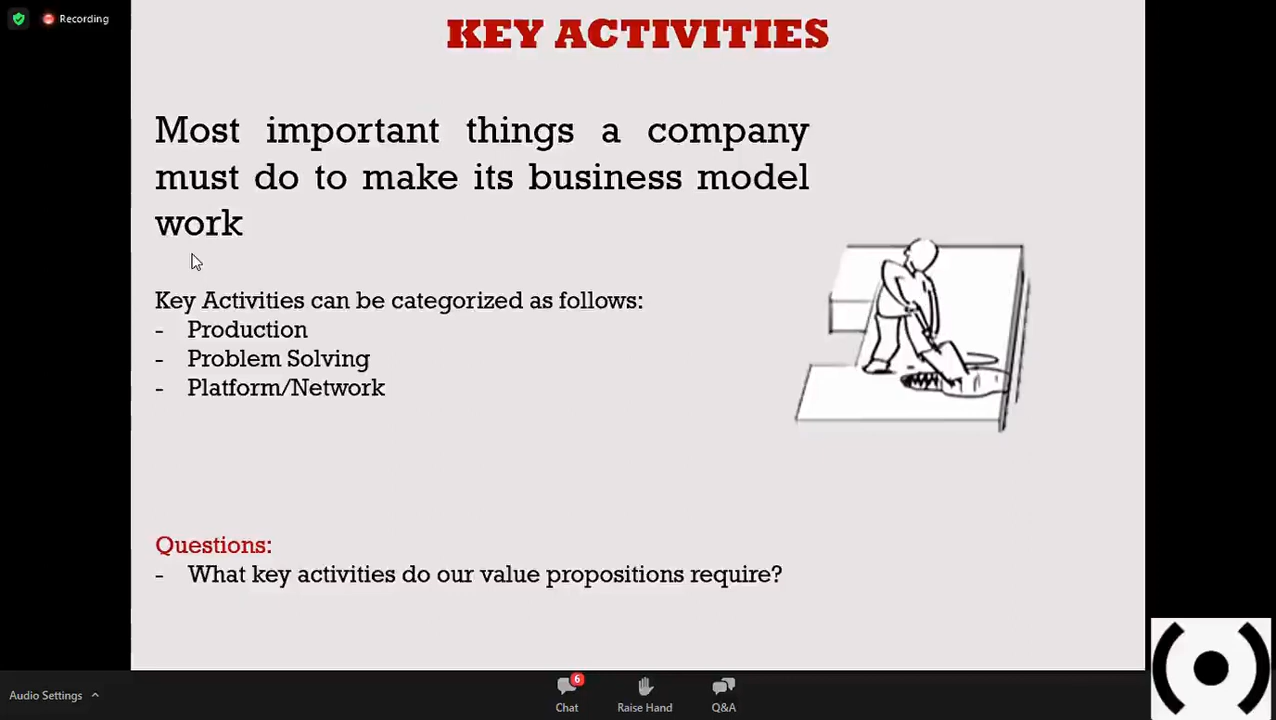 Recording
KEY ACTIVITIES
Most important things a company
must do to make its business model
work
Key Activities can be categorized as follows:
- Production
- Problem Solving
- Platform/Network
Questions:
- What key activities do our value propositions require?
Audio Settings
6
Chat
Raise Hand
Q&A